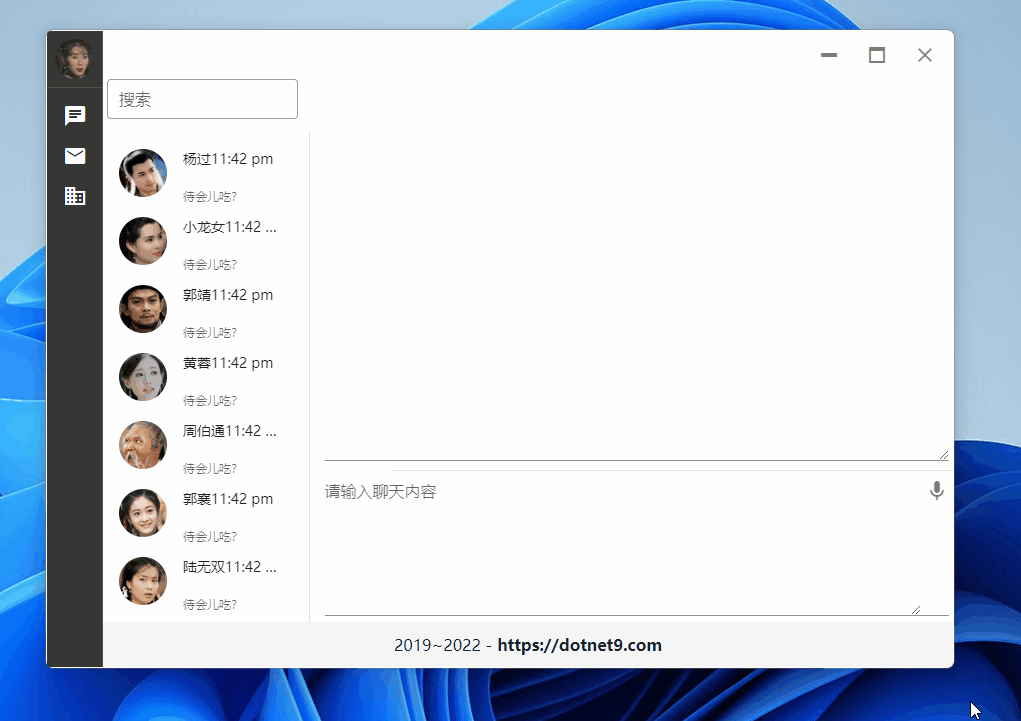 搜索
杨过11:42 pm
待会儿吃?
小龙女11:42 ...
待会儿吃?
郭靖11:42 pm
待会儿吃?
黄蓉11:42 pm
待会儿吃?
周伯通11:42 ...
待会儿吃?
郭襄11:42 pm
待会儿吃?
陆无双11:42 ...
待会儿吃?
请输入聊天内容
2019~2022 - https://dotnet9.com